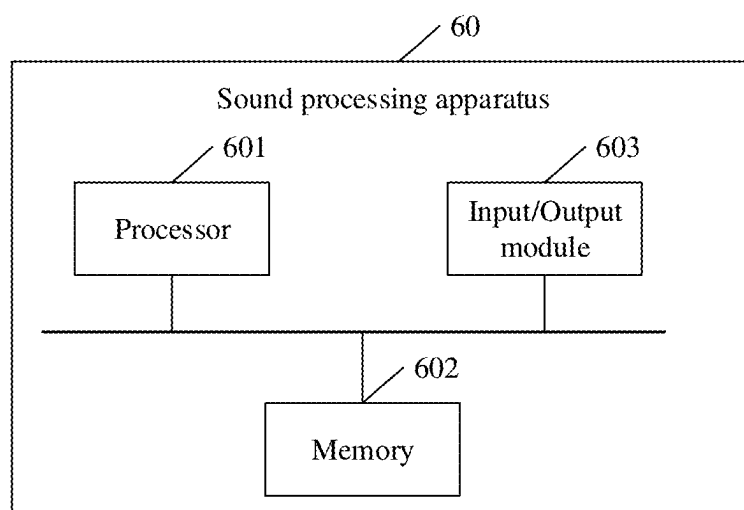 60
Sound processing apparatus
601
603
Processor
Input/Output
module
602
Memory